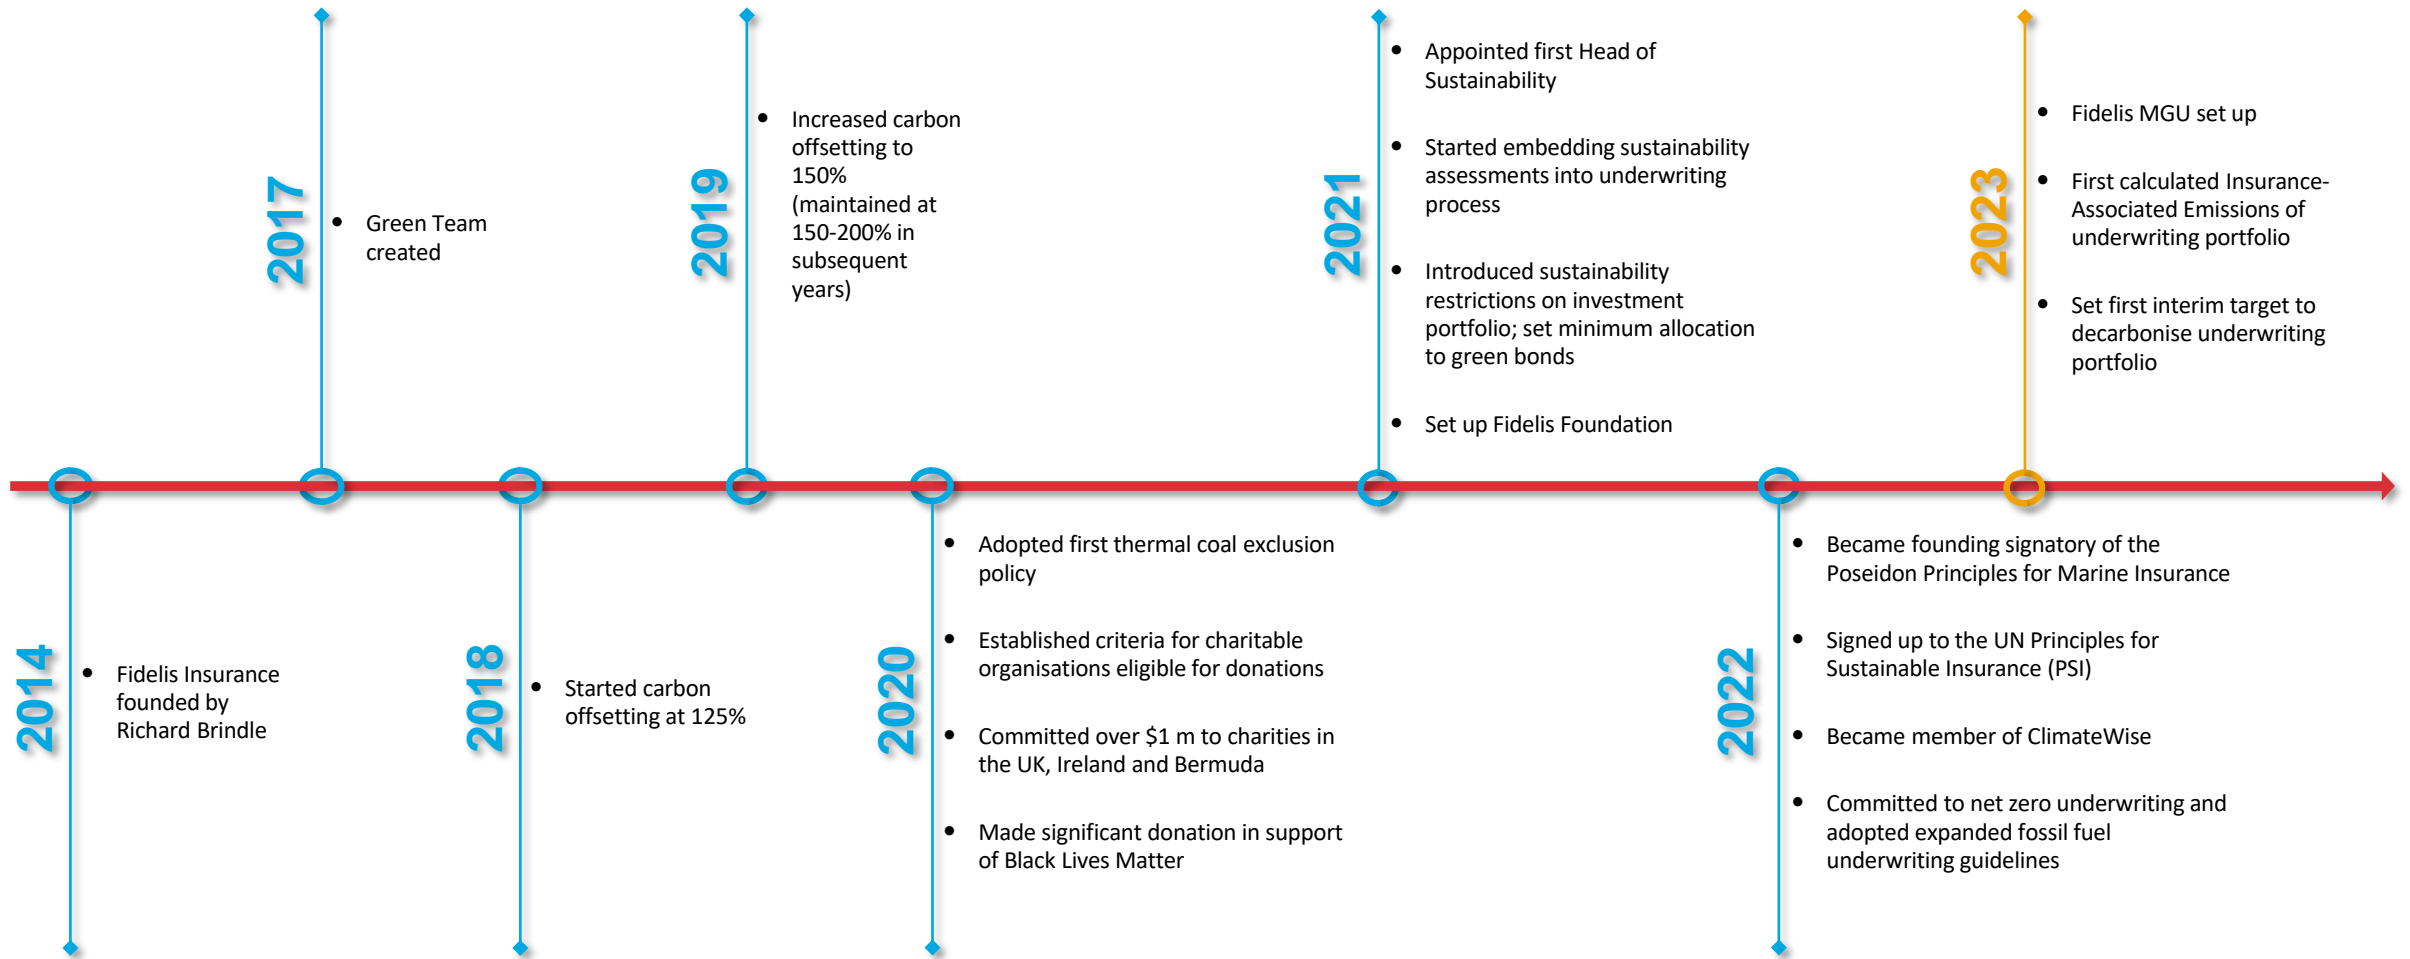 2014
Fidelis Insurance
founded by
Richard Brindle
2017
Green Team
created
2018
Started carbon
offsetting at 125%
2019
Increased carbon
offsetting to
150%
(maintained at
150-200% in
subsequent
years)
2020
Adopted first thermal coal exclusion
policy
Established criteria for charitable
organisations eligible for donations
Committed over $1 m to charities in
the UK, Ireland and Bermuda
Made significant donation in support
of Black Lives Matter
2021
Appointed first Head of
Sustainability
Started embedding sustainability
assessments into underwriting
process
Introduced sustainability
restrictions on investment
portfolio; set minimum allocation
to green bonds
Set up Fidelis Foundation
2022
Became founding signatory of the
Poseidon Principles for Marine Insurance
Signed up to the UN Principles for
Sustainable Insurance (PSI)
Became member of ClimateWise
Committed to net zero underwriting and
adopted expanded fossil fuel
underwriting guidelines
2023
Fidelis MGU set up
First calculated Insurance-
Associated Emissions of
underwriting portfolio
Set first interim target to
decarbonise underwriting
portfolio